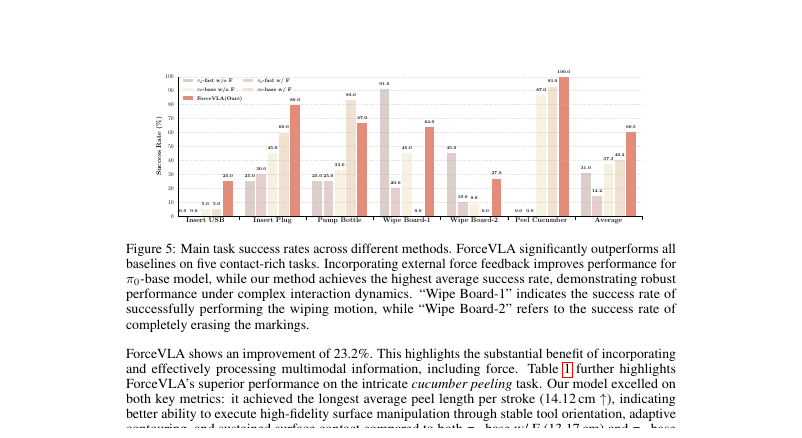 100
90
80
70
60
50
40
30
20
10
0
Success Rate (%)
π₀-fast w/o F
π₀-fast w/ F
π₀-base w/o F
π₀-base w/ F
ForceVLA(Ours)
0.0 0.0 5.0 5.0 25.0
25.0 30.0 45.0 60.0 80.0
25.0 25.0 33.0 83.0 67.0
91.0 20.0 45.0 0.0 64.0
45.0 10.0 9.0 0.0 27.0
0.0 0.0 87.0 93.0 100.0
31.0 14.2 37.3 40.2 60.5
Insert USB Insert Plug Pump Bottle Wipe Board-1 Wipe Board-2 Peel Cucumber Average
Figure 5: Main task success rates across different methods. ForceVLA significantly outperforms all
baselines on five contact-rich tasks. Incorporating external force feedback improves performance for
π₀-base model, while our method achieves the highest average success rate, demonstrating robust
performance under complex interaction dynamics. “Wipe Board-1” indicates the success rate of
successfully performing the wiping motion, while “Wipe Board-2” refers to the success rate of
completely erasing the markings.
ForceVLA shows an improvement of 23.2%. This highlights the substantial benefit of incorporating
and effectively processing multimodal information, including force. Table 1 further highlights
ForceVLA’s superior performance on the intricate cucumber peeling task. Our model excelled on
both key metrics: it achieved the longest average peel length per stroke (14.12 cm ↑), indicating
better ability to execute high-fidelity surface manipulation through stable tool orientation, adaptive
contouring, and sustained surface contact compared to both π₀-base w/ F (13.17 cm) and π₀-base